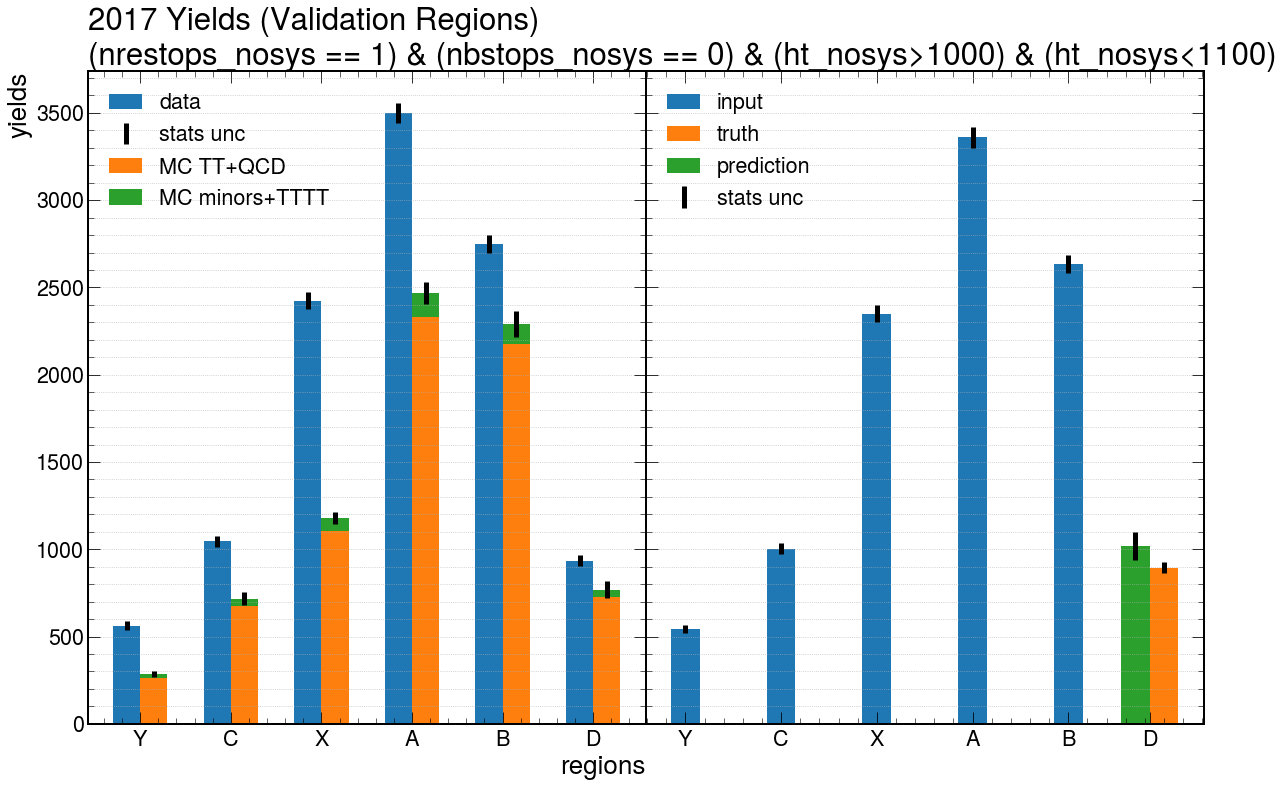 2017 Yields (Validation Regions)
(nrestops_nosys == 1) & (nbstops_nosys == 0) & (ht_nosys>1000) & (ht_nosys<1100)
yields
3500
3000
2500
2000
1500
1000
500
0
data
stats unc
MC TT+QCD
MC minors+TTTT
input
truth
prediction
stats unc
Y C X A B D
Y C X A B D
regions